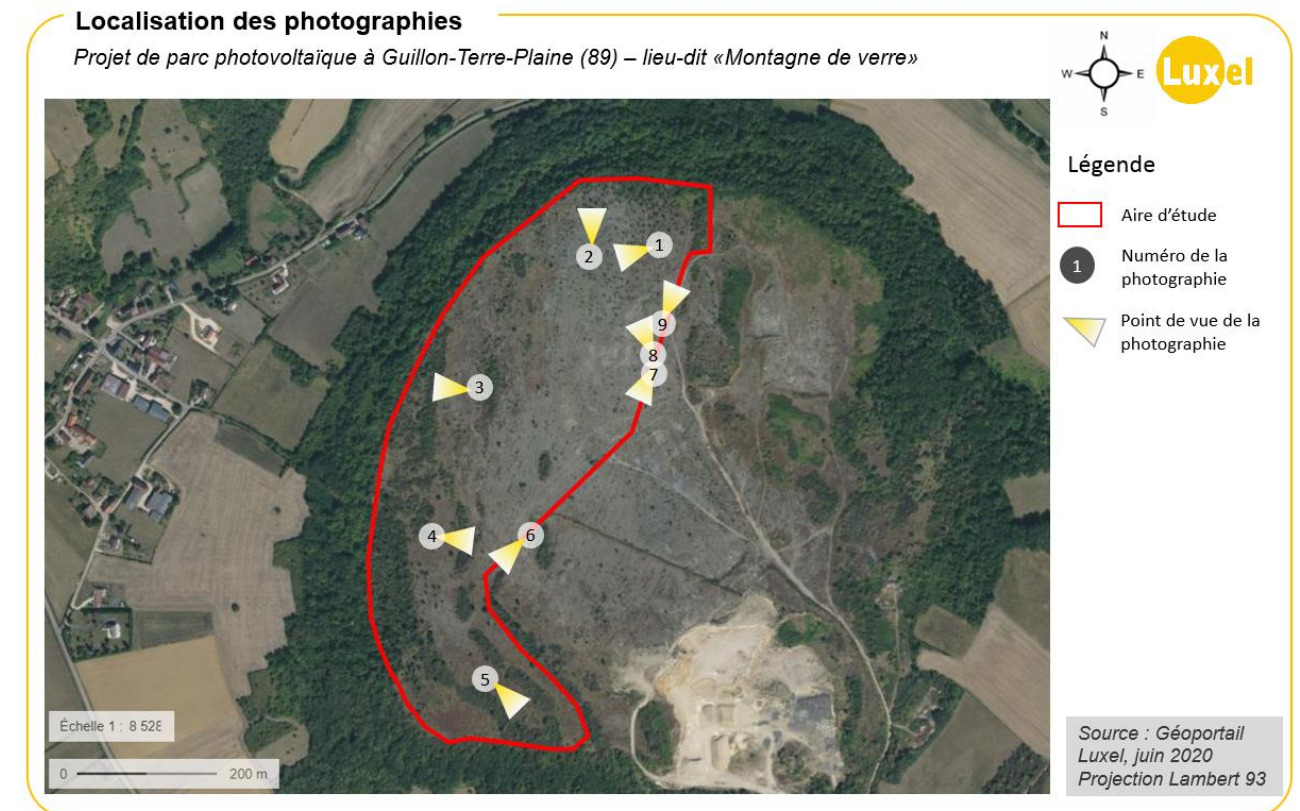 Localisation des photographies
Projet de parc photovoltaïque à Guillon-Terre-Plaine (89) – lieu-dit «Montagne de verre»
N
W
E
S
Luxel
Légende
Aire d'étude
1
Numéro de la
photographie
Point de vue de la
photographie
1
2
9
8
7
3
4
6
5
Échelle 1 : 8 528
0
200 m
Source : Géoportail
Luxel, juin 2020
Projection Lambert 93